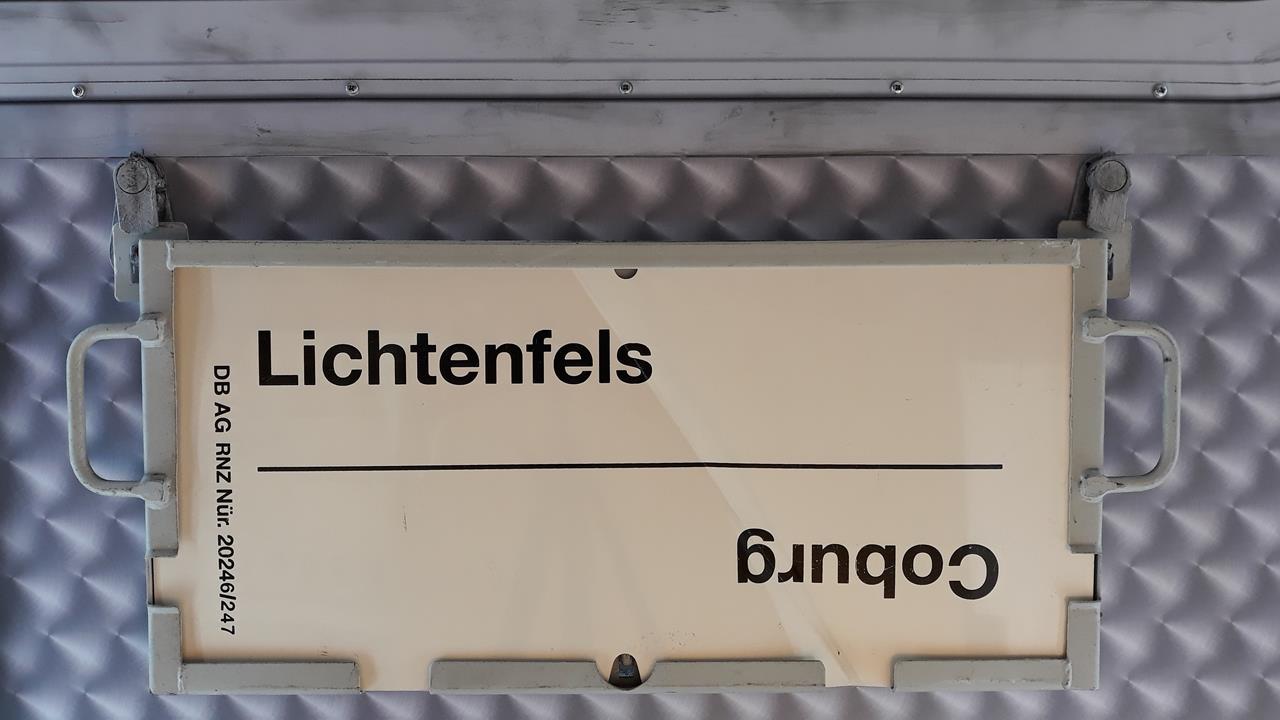 Lichtenfels
Coburg
DB AG RNZ Nür. 20246/247